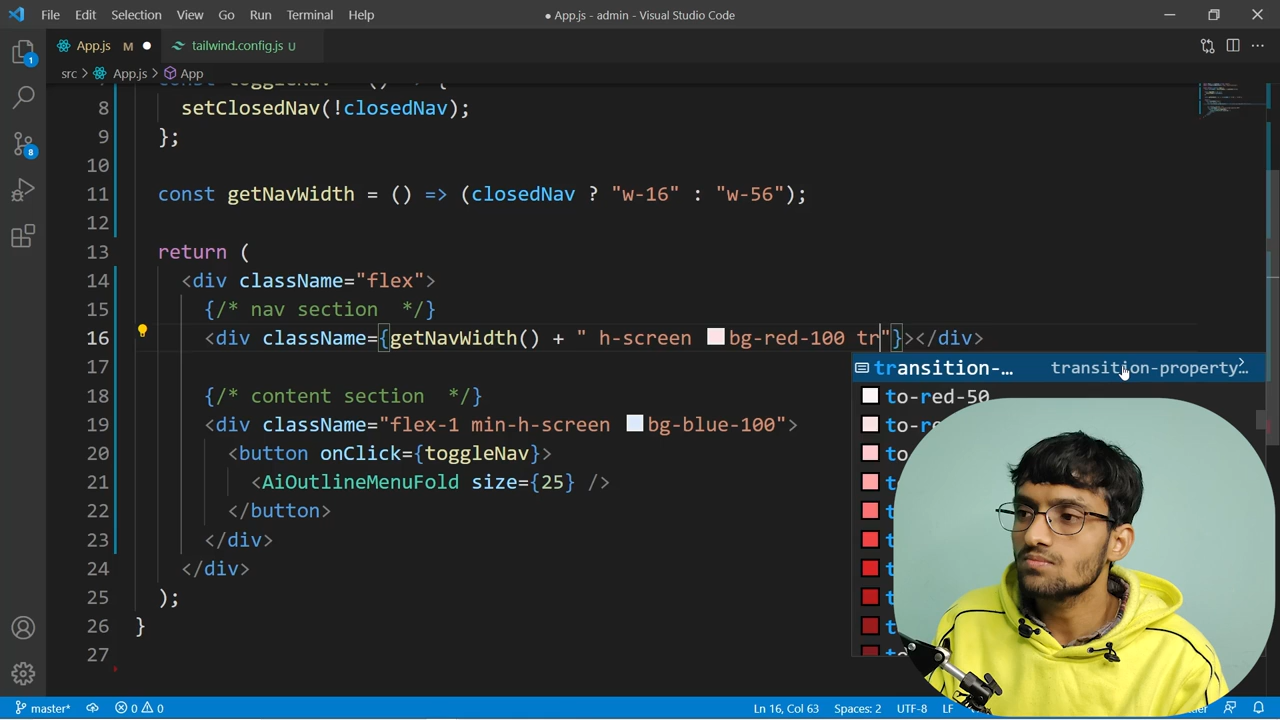 File Edit Selection View Go Run Terminal Help ● App.js - admin - Visual Studio Code
App.js M tailwind.config.js U
src > App.js > App
8 setClosedNav(!closedNav);
9 };
10
11 const getNavWidth = () => (closedNav ? "w-16" : "w-56");
12
13 return (
14 <div className="flex">
15 {/* nav section  */}
16 <div className={getNavWidth() + " h-screen bg-red-100 tr"}></div>
transition-… transition-property…
17
to-red-50
18 {/* content section  */}
19 <div className="flex-1 min-h-screen bg-blue-100">
20 <button onClick={toggleNav}>
21 <AiOutlineMenuFold size={25} />
22 </button>
23 </div>
24 </div>
25 );
26 }
27
1
8
master* 0 0 Ln 16, Col 63 Spaces: 2 UTF-8 LF